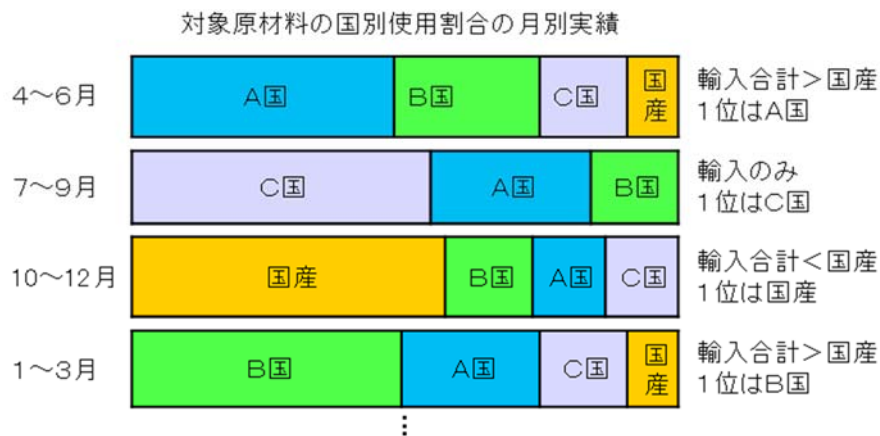 対象原材料の国別使用割合の月別実績
4～6月
A国
B国
C国
国産
輸入合計＞国産
1位はA国
7～9月
C国
A国
B国
輸入のみ
1位はC国
10～12月
国産
B国
A国
C国
輸入合計＜国産
1位は国産
1～3月
B国
A国
C国
国産
輸入合計＞国産
1位はB国
⋮